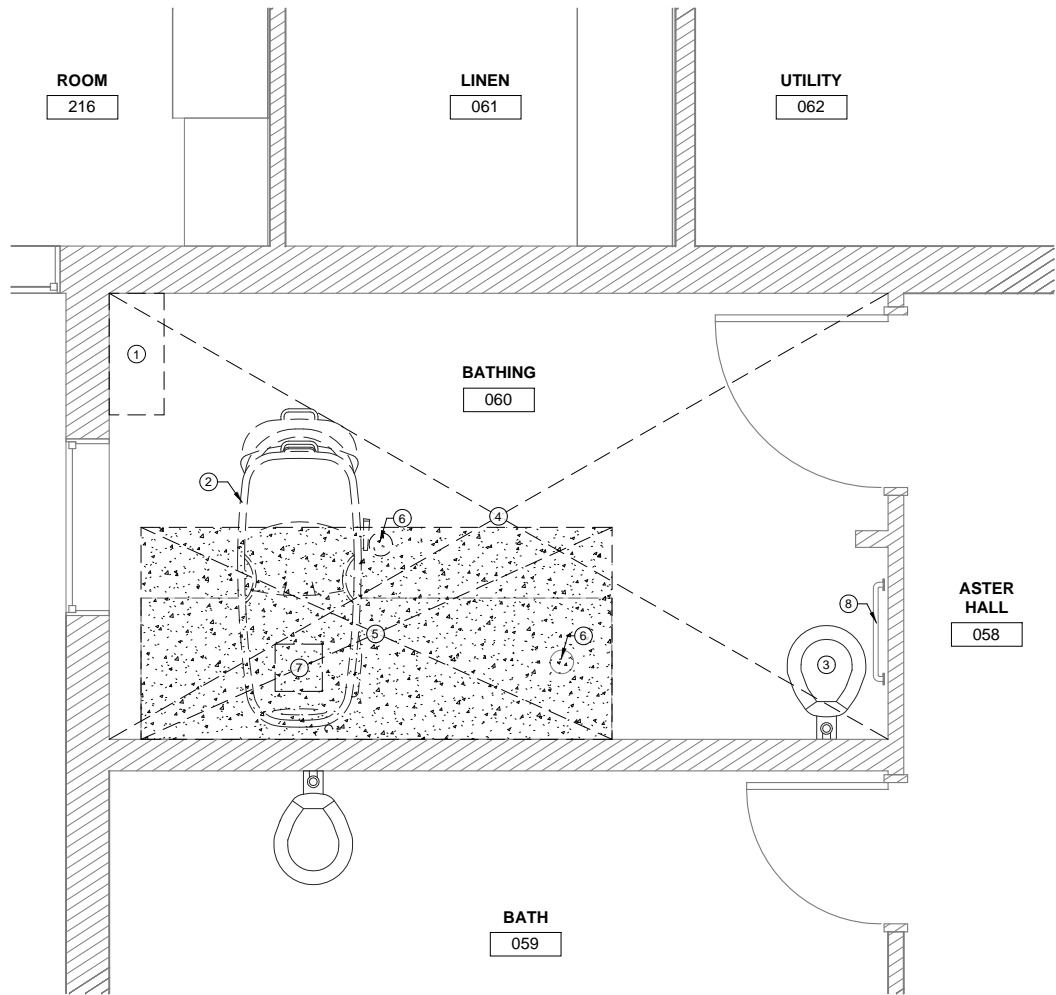 ROOM
216
LINEN
061
UTILITY
062
1
BATHING
060
2
6
4
ASTER
HALL
058
8
5
6
7
3
BATH
059